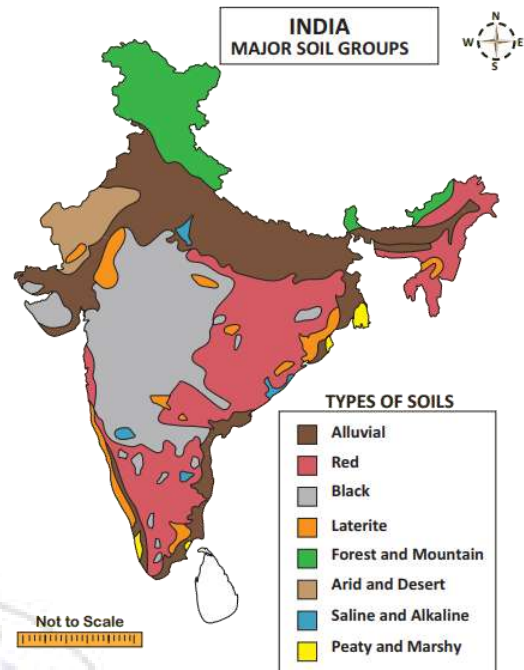 INDIA
MAJOR SOIL GROUPS
N
W E
S
TYPES OF SOILS
Alluvial
Red
Black
Laterite
Forest and Mountain
Arid and Desert
Saline and Alkaline
Peaty and Marshy
Not to Scale